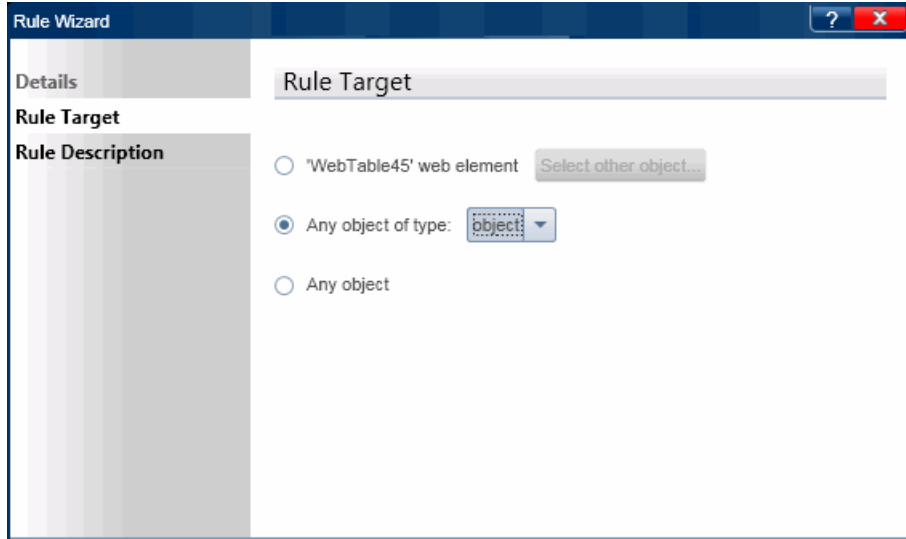 Rule Wizard
?
X
Details
Rule Target
Rule Description
Rule Target
'WebTable45' web element Select other object...
Any object of type: object
Any object